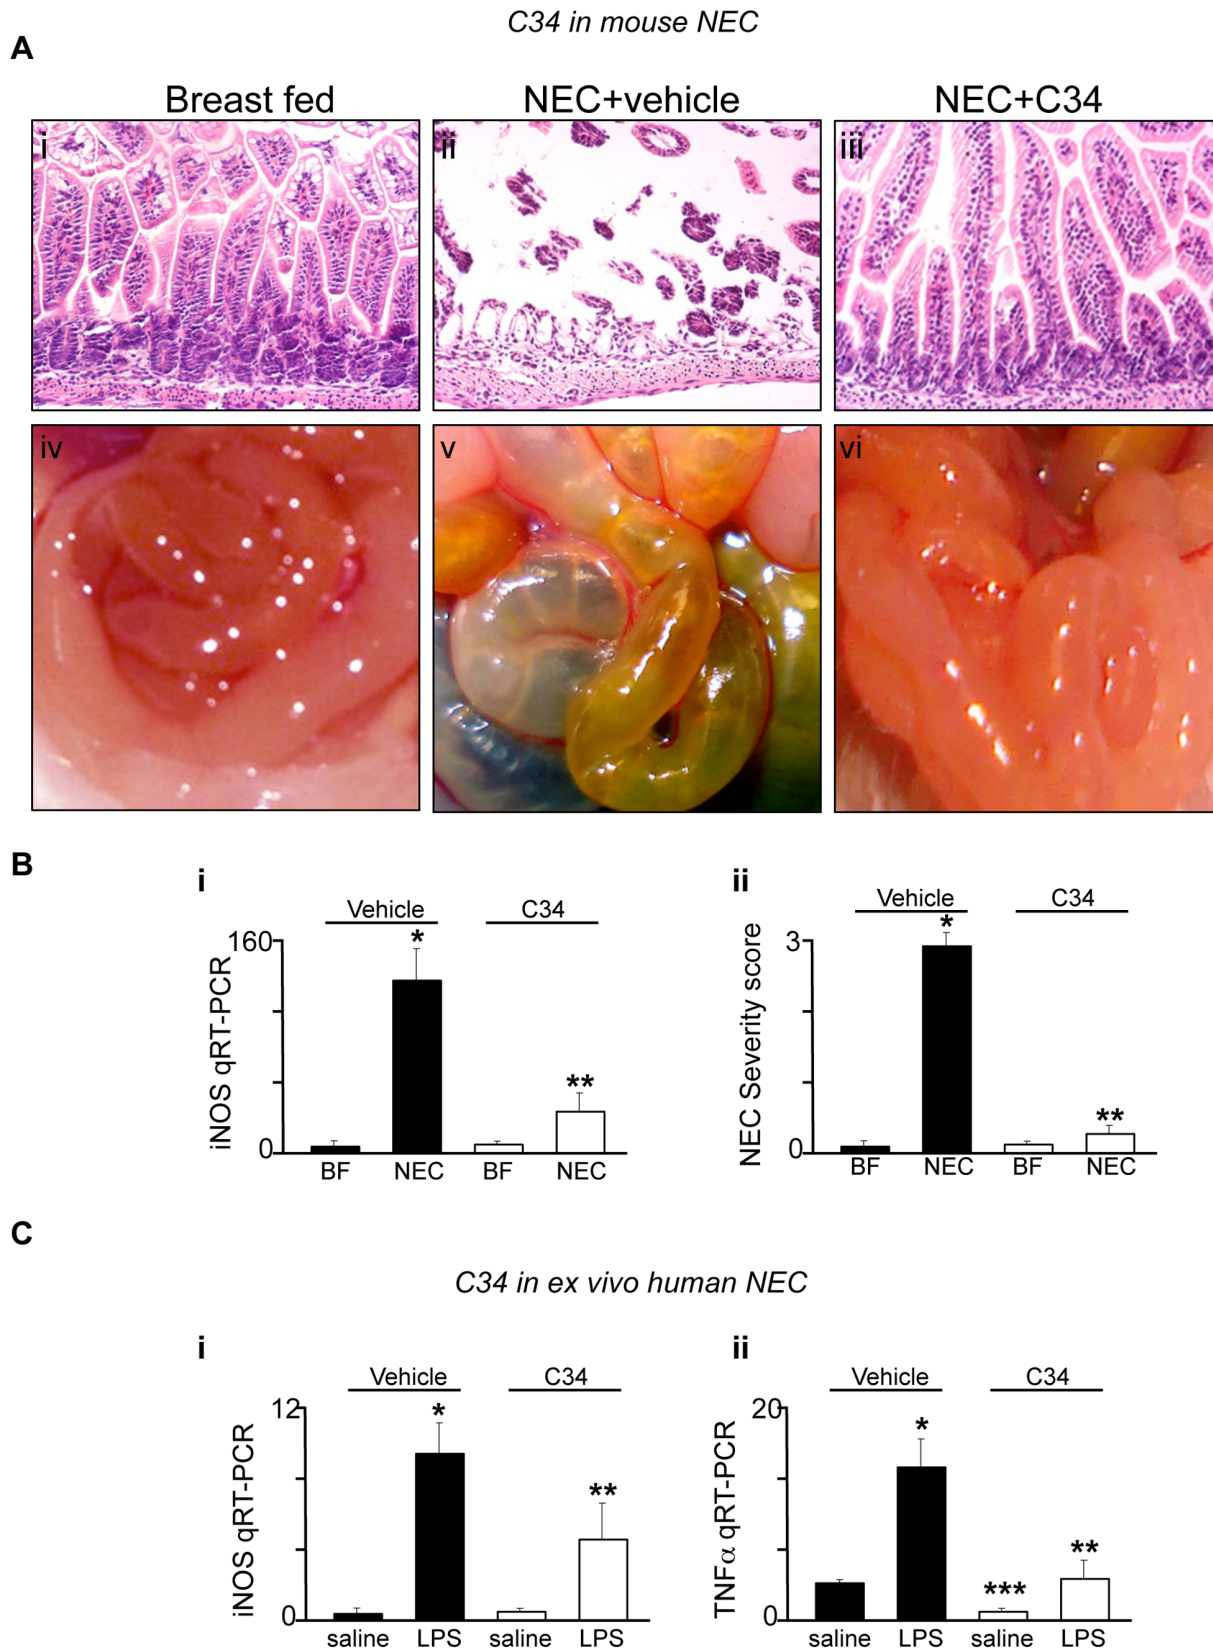 C34 in mouse NEC
A
Breast fed NEC+vehicle NEC+C34
i ii iii
iv v vi
B
i ii
Vehicle C34 Vehicle C34
160 * ** 0
iNOS qRT-PCR
BF NEC BF NEC
3 * ** 0
NEC Severity score
BF NEC BF NEC
C
C34 in ex vivo human NEC
i ii
Vehicle C34 Vehicle C34
12 * ** 0
iNOS qRT-PCR
saline LPS saline LPS
20 * *** ** 0
TNFα qRT-PCR
saline LPS saline LPS